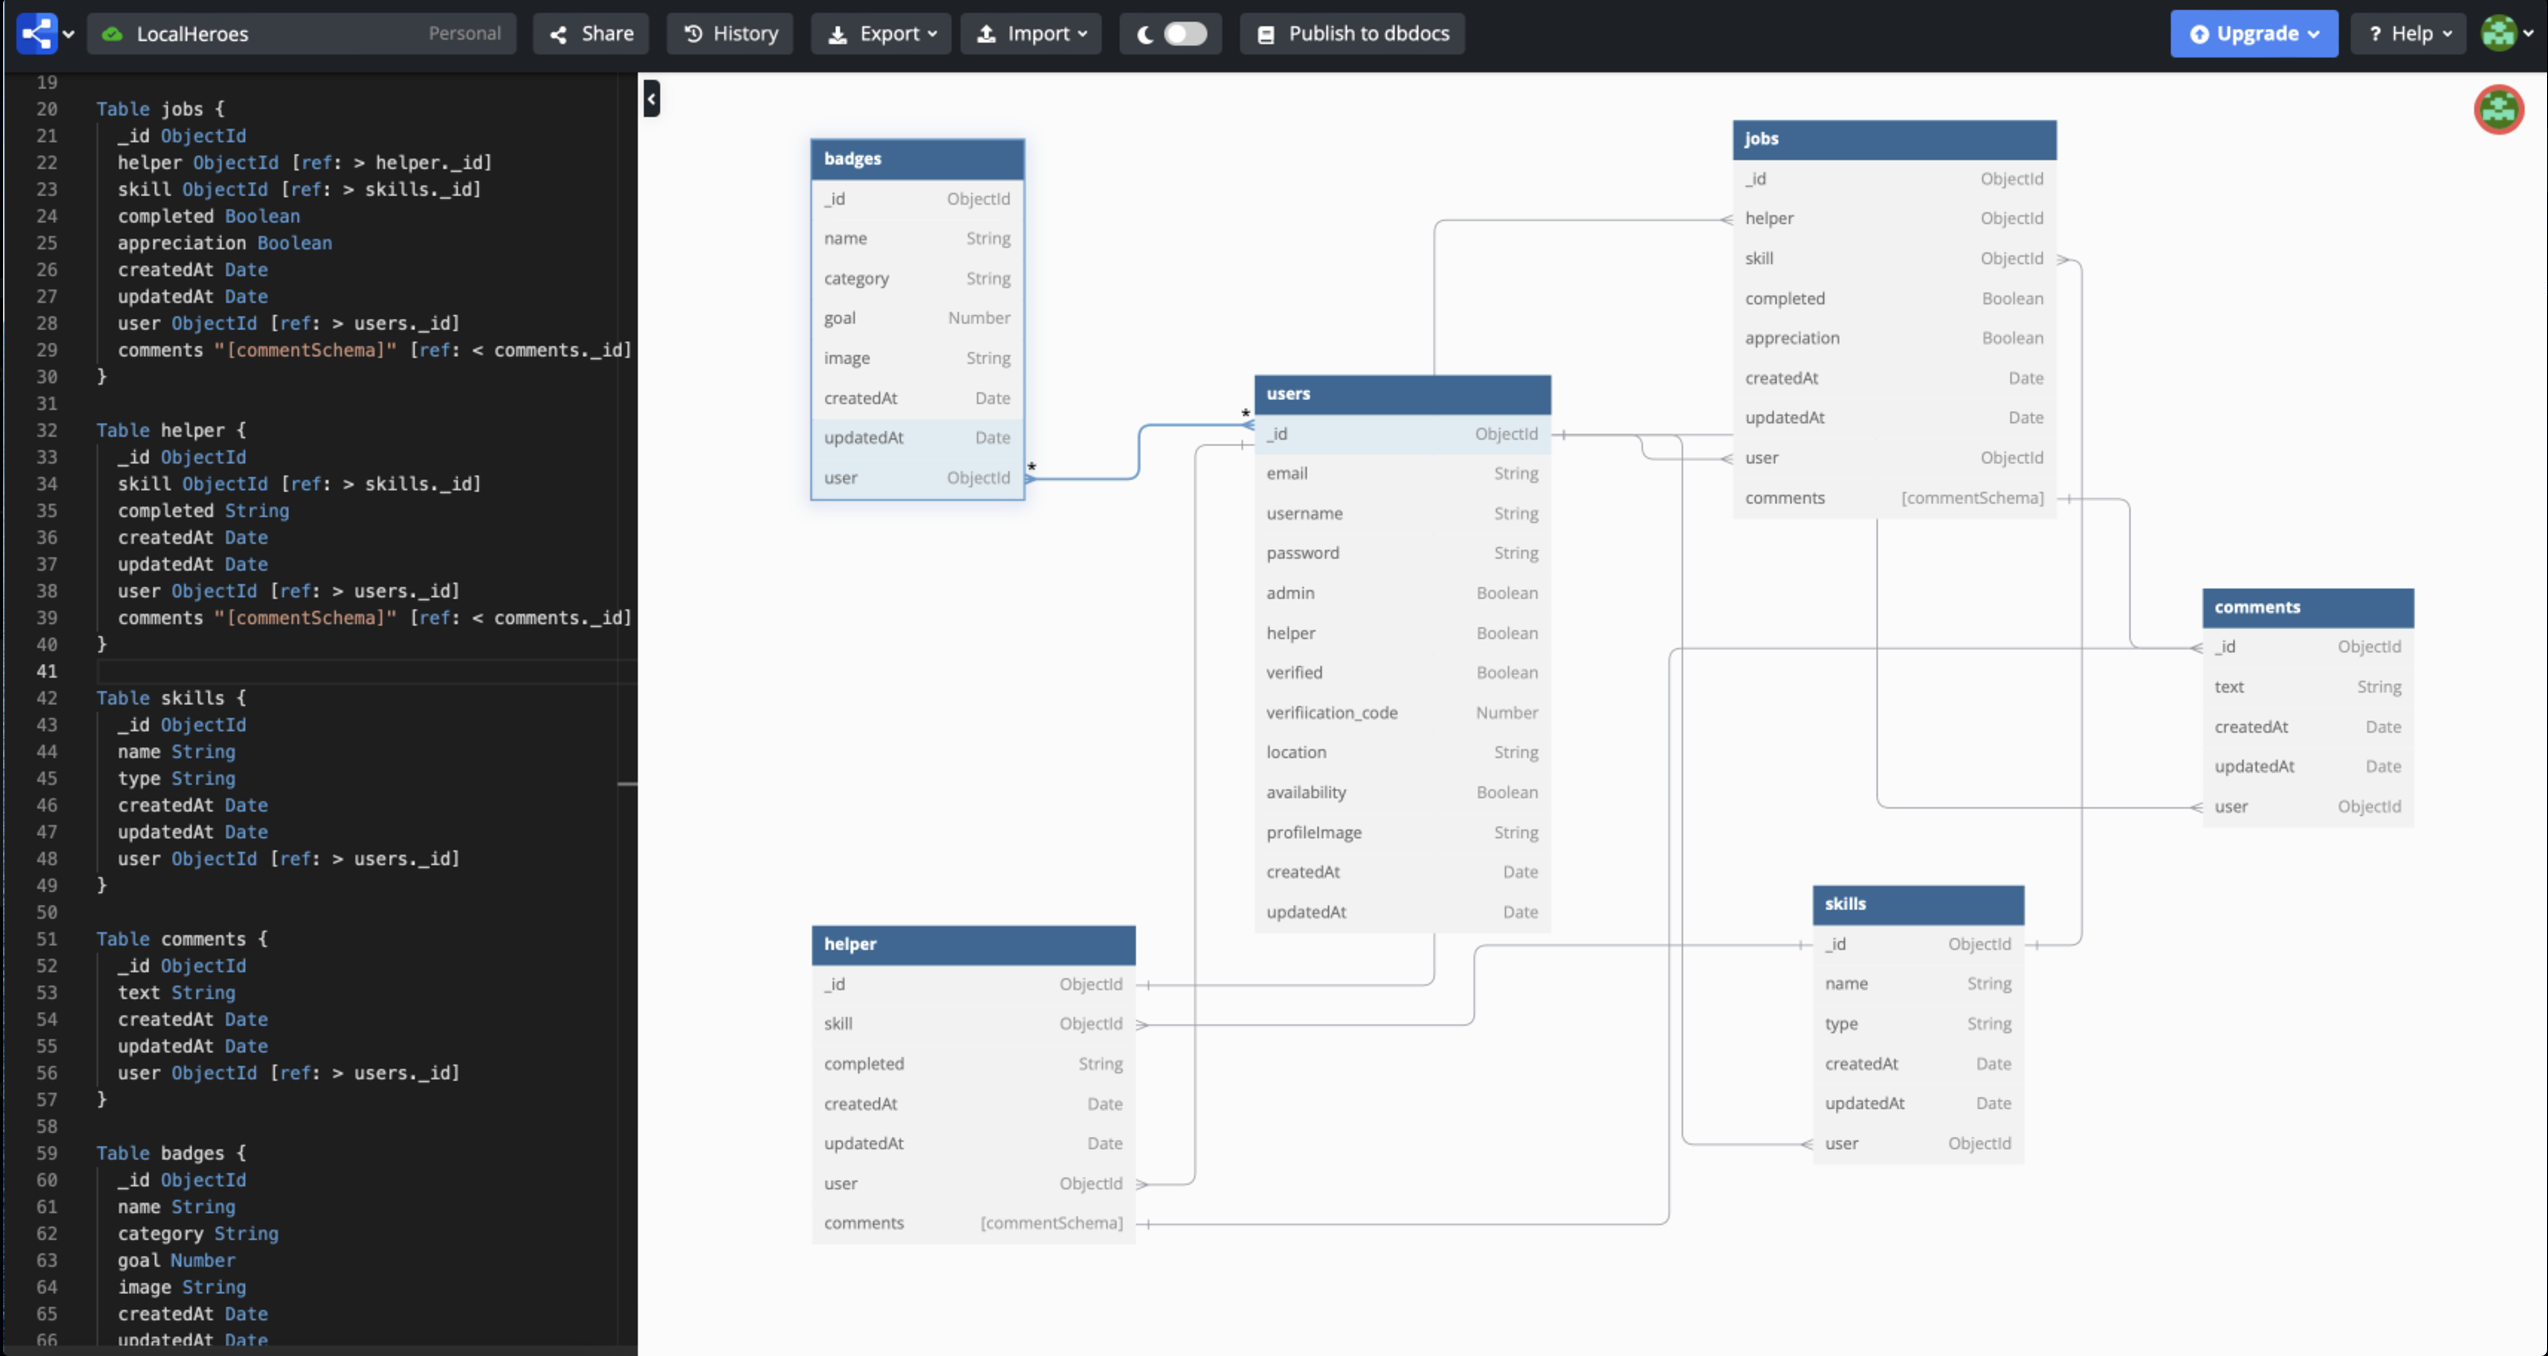 LocalHeroes Personal Share History Export Import Publish to dbdocs Upgrade ? Help
19
20 Table jobs {
21 _id ObjectId
22 helper ObjectId [ref: > helper._id]
23 skill ObjectId [ref: > skills._id]
24 completed Boolean
25 appreciation Boolean
26 createdAt Date
27 updatedAt Date
28 user ObjectId [ref: > users._id]
29 comments "[commentSchema]" [ref: < comments._id]
30 }
31
32 Table helper {
33 _id ObjectId
34 skill ObjectId [ref: > skills._id]
35 completed String
36 createdAt Date
37 updatedAt Date
38 user ObjectId [ref: > users._id]
39 comments "[commentSchema]" [ref: < comments._id]
40 }
41
42 Table skills {
43 _id ObjectId
44 name String
45 type String
46 createdAt Date
47 updatedAt Date
48 user ObjectId [ref: > users._id]
49 }
50
51 Table comments {
52 _id ObjectId
53 text String
54 createdAt Date
55 updatedAt Date
56 user ObjectId [ref: > users._id]
57 }
58
59 Table badges {
60 _id ObjectId
61 name String
62 category String
63 goal Number
64 image String
65 createdAt Date
66 updatedAt Date
badges
_id ObjectId
name String
category String
goal Number
image String
createdAt Date
updatedAt Date
user ObjectId
*
*
users
_id ObjectId
email String
username String
password String
admin Boolean
helper Boolean
verified Boolean
verifiication_code Number
location String
availability Boolean
profileImage String
createdAt Date
updatedAt Date
jobs
_id ObjectId
helper ObjectId
skill ObjectId
completed Boolean
appreciation Boolean
createdAt Date
updatedAt Date
user ObjectId
comments [commentSchema]
comments
_id ObjectId
text String
createdAt Date
updatedAt Date
user ObjectId
helper
_id ObjectId
skill ObjectId
completed String
createdAt Date
updatedAt Date
user ObjectId
comments [commentSchema]
skills
_id ObjectId
name String
type String
createdAt Date
updatedAt Date
user ObjectId